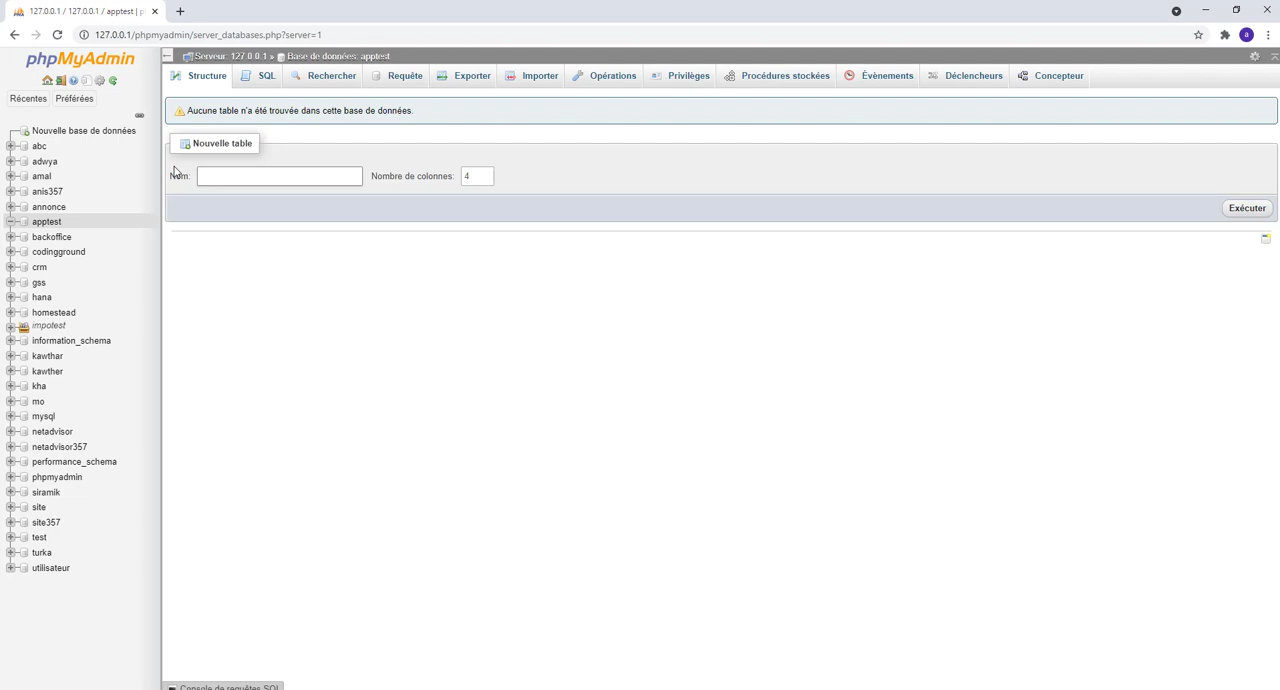 127.0.0.1 / 127.0.0.1 / apptest | p
127.0.0.1/phpmyadmin/server_databases.php?server=1
a
phpMyAdmin
Récentes Préférées
Nouvelle base de données
abc
adwya
amal
anis357
annonce
apptest
backoffice
codingground
crm
gss
hana
homestead
impotest
information_schema
kawthar
kawther
kha
mo
mysql
netadvisor
netadvisor357
performance_schema
phpmyadmin
siramik
site
site357
test
turka
utilisateur
Serveur: 127.0.0.1 » Base de données: apptest
Structure SQL Rechercher Requête Exporter Importer Opérations Privilèges Procédures stockées Évènements Déclencheurs Concepteur
Aucune table n'a été trouvée dans cette base de données.
Nouvelle table
Nom: Nombre de colonnes: 4
Exécuter
Console de requêtes SQL